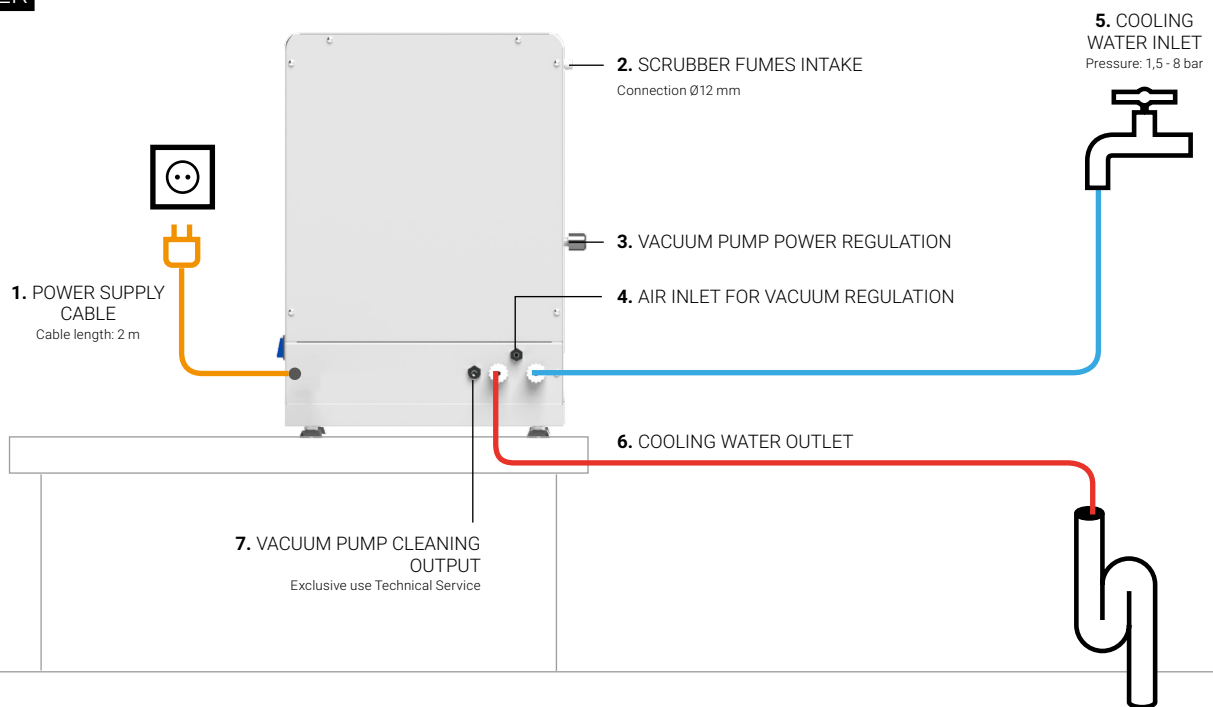 2. SCRUBBER FUMES INTAKE
Connection Ø12 mm
5. COOLING
WATER INLET
Pressure: 1,5 - 8 bar
3. VACUUM PUMP POWER REGULATION
1. POWER SUPPLY
CABLE
Cable length: 2 m
4. AIR INLET FOR VACUUM REGULATION
6. COOLING WATER OUTLET
7. VACUUM PUMP CLEANING
OUTPUT
Exclusive use Technical Service